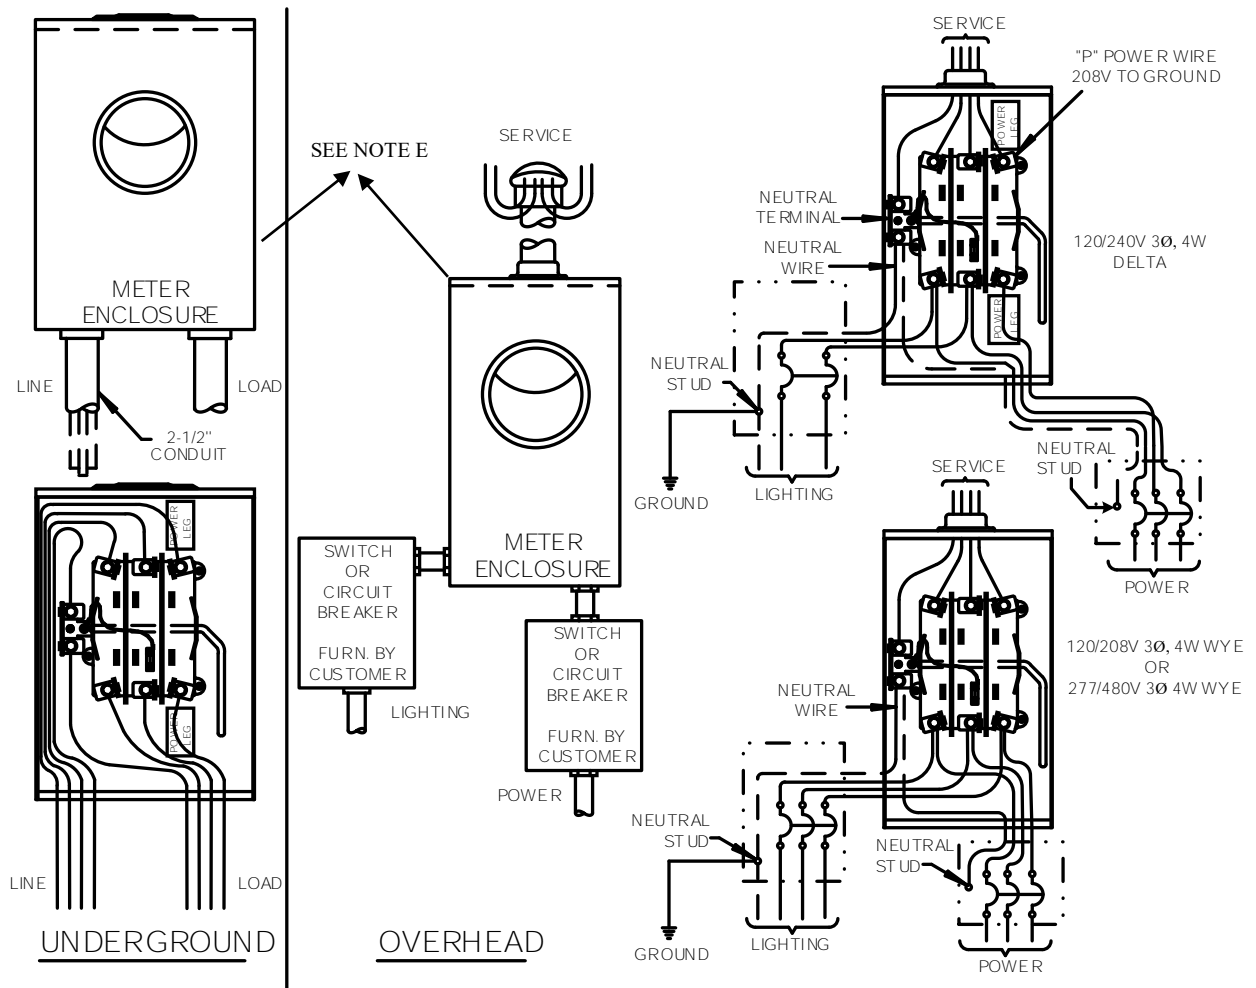 METER
ENCLOSURE
LINE
LOAD
2-1/2"
CONDUIT
POWER
LEG
POWER
LEG
LINE
LOAD
UNDERGROUND
SEE NOTE E
SERVICE
METER
ENCLOSURE
SWITCH
OR
CIRCUIT
BREAKER
FURN. BY
CUSTOMER
LIGHTING
SWITCH
OR
CIRCUIT
BREAKER
FURN. BY
CUSTOMER
POWER
OVERHEAD
SERVICE
"P" POWER WIRE
208V TO GROUND
POWER
LEG
NEUTRAL
TERMINAL
NEUTRAL
WIRE
120/240V 3Ø, 4W
DELTA
POWER
LEG
NEUTRAL
STUD
GROUND
LIGHTING
NEUTRAL
STUD
POWER
SERVICE
120/208V 3Ø, 4W WYE
OR
277/480V 3Ø 4W WYE
NEUTRAL
WIRE
NEUTRAL
STUD
NEUTRAL
STUD
GROUND
LIGHTING
POWER